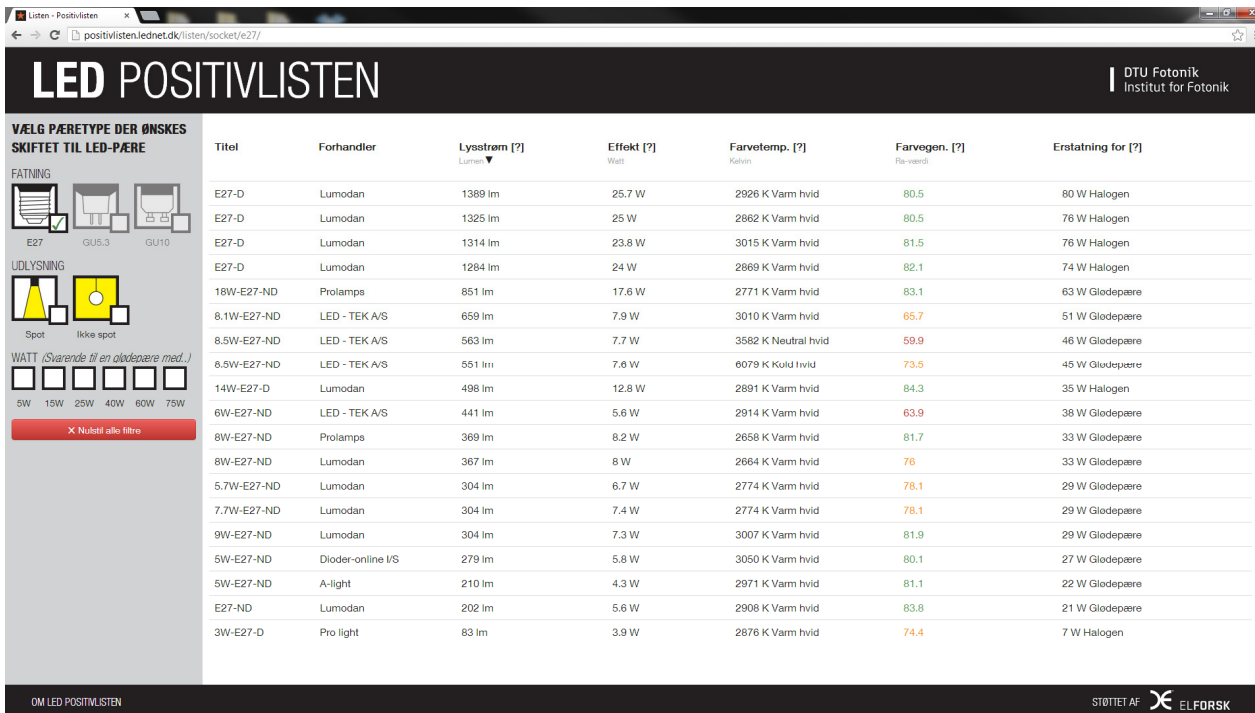 Listen - Positivlisten
positivlisten.lednet.dk/listen/socket/e27/
LED POSITIVLISTEN
DTU Fotonik
Institut for Fotonik
VÆLG PÆRETYPE DER ØNSKES
SKIFTET TIL LED-PÆRE
FATNING
E27 GU5.3 GU10
UDLYSNING
Spot Ikke spot
WATT (Svarende til en glødepære med..)
5W 15W 25W 40W 60W 75W
X Nulstil alle filtre
Titel Forhandler Lysstrøm [?] Effekt [?] Farvetemp. [?] Farvegen. [?] Erstatning for [?]
Lumen ▼ Watt Kelvin Ra-værdi
E27-D Lumodan 1389 lm 25.7 W 2926 K Varm hvid 80.5 80 W Halogen
E27-D Lumodan 1325 lm 25 W 2862 K Varm hvid 80.5 76 W Halogen
E27-D Lumodan 1314 lm 23.8 W 3015 K Varm hvid 81.5 76 W Halogen
E27-D Lumodan 1284 lm 24 W 2869 K Varm hvid 82.1 74 W Halogen
18W-E27-ND Prolamps 851 lm 17.6 W 2771 K Varm hvid 83.1 63 W Glødepære
8.1W-E27-ND LED - TEK A/S 659 lm 7.9 W 3010 K Varm hvid 65.7 51 W Glødepære
8.5W-E27-ND LED - TEK A/S 563 lm 7.7 W 3582 K Neutral hvid 59.9 46 W Glødepære
8.5W-E27-ND LED - TEK A/S 551 lm 7.6 W 6079 K Kold hvid 73.5 45 W Glødepære
14W-E27-D Lumodan 498 lm 12.8 W 2891 K Varm hvid 84.3 35 W Halogen
6W-E27-ND LED - TEK A/S 441 lm 5.6 W 2914 K Varm hvid 63.9 38 W Glødepære
8W-E27-ND Prolamps 369 lm 8.2 W 2658 K Varm hvid 81.7 33 W Glødepære
8W-E27-ND Lumodan 367 lm 8 W 2664 K Varm hvid 76 33 W Glødepære
5.7W-E27-ND Lumodan 304 lm 6.7 W 2774 K Varm hvid 78.1 29 W Glødepære
7.7W-E27-ND Lumodan 304 lm 7.4 W 2774 K Varm hvid 78.1 29 W Glødepære
9W-E27-ND Lumodan 304 lm 7.3 W 3007 K Varm hvid 81.9 29 W Glødepære
5W-E27-ND Dioder-online I/S 279 lm 5.8 W 3050 K Varm hvid 80.1 27 W Glødepære
5W-E27-ND A-light 210 lm 4.3 W 2971 K Varm hvid 81.1 22 W Glødepære
E27-ND Lumodan 202 lm 5.6 W 2908 K Varm hvid 83.8 21 W Glødepære
3W-E27-D Pro light 83 lm 3.9 W 2876 K Varm hvid 74.4 7 W Halogen
OM LED POSITIVLISTEN
STØTTET AF ELFORSK